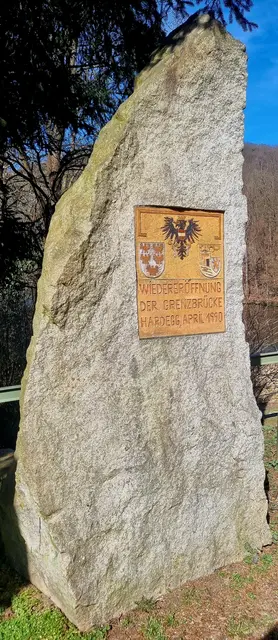 WIEDERERÖFFNUNG
DER GRENZBRÜCKE
HARDEGG, APRIL 1990